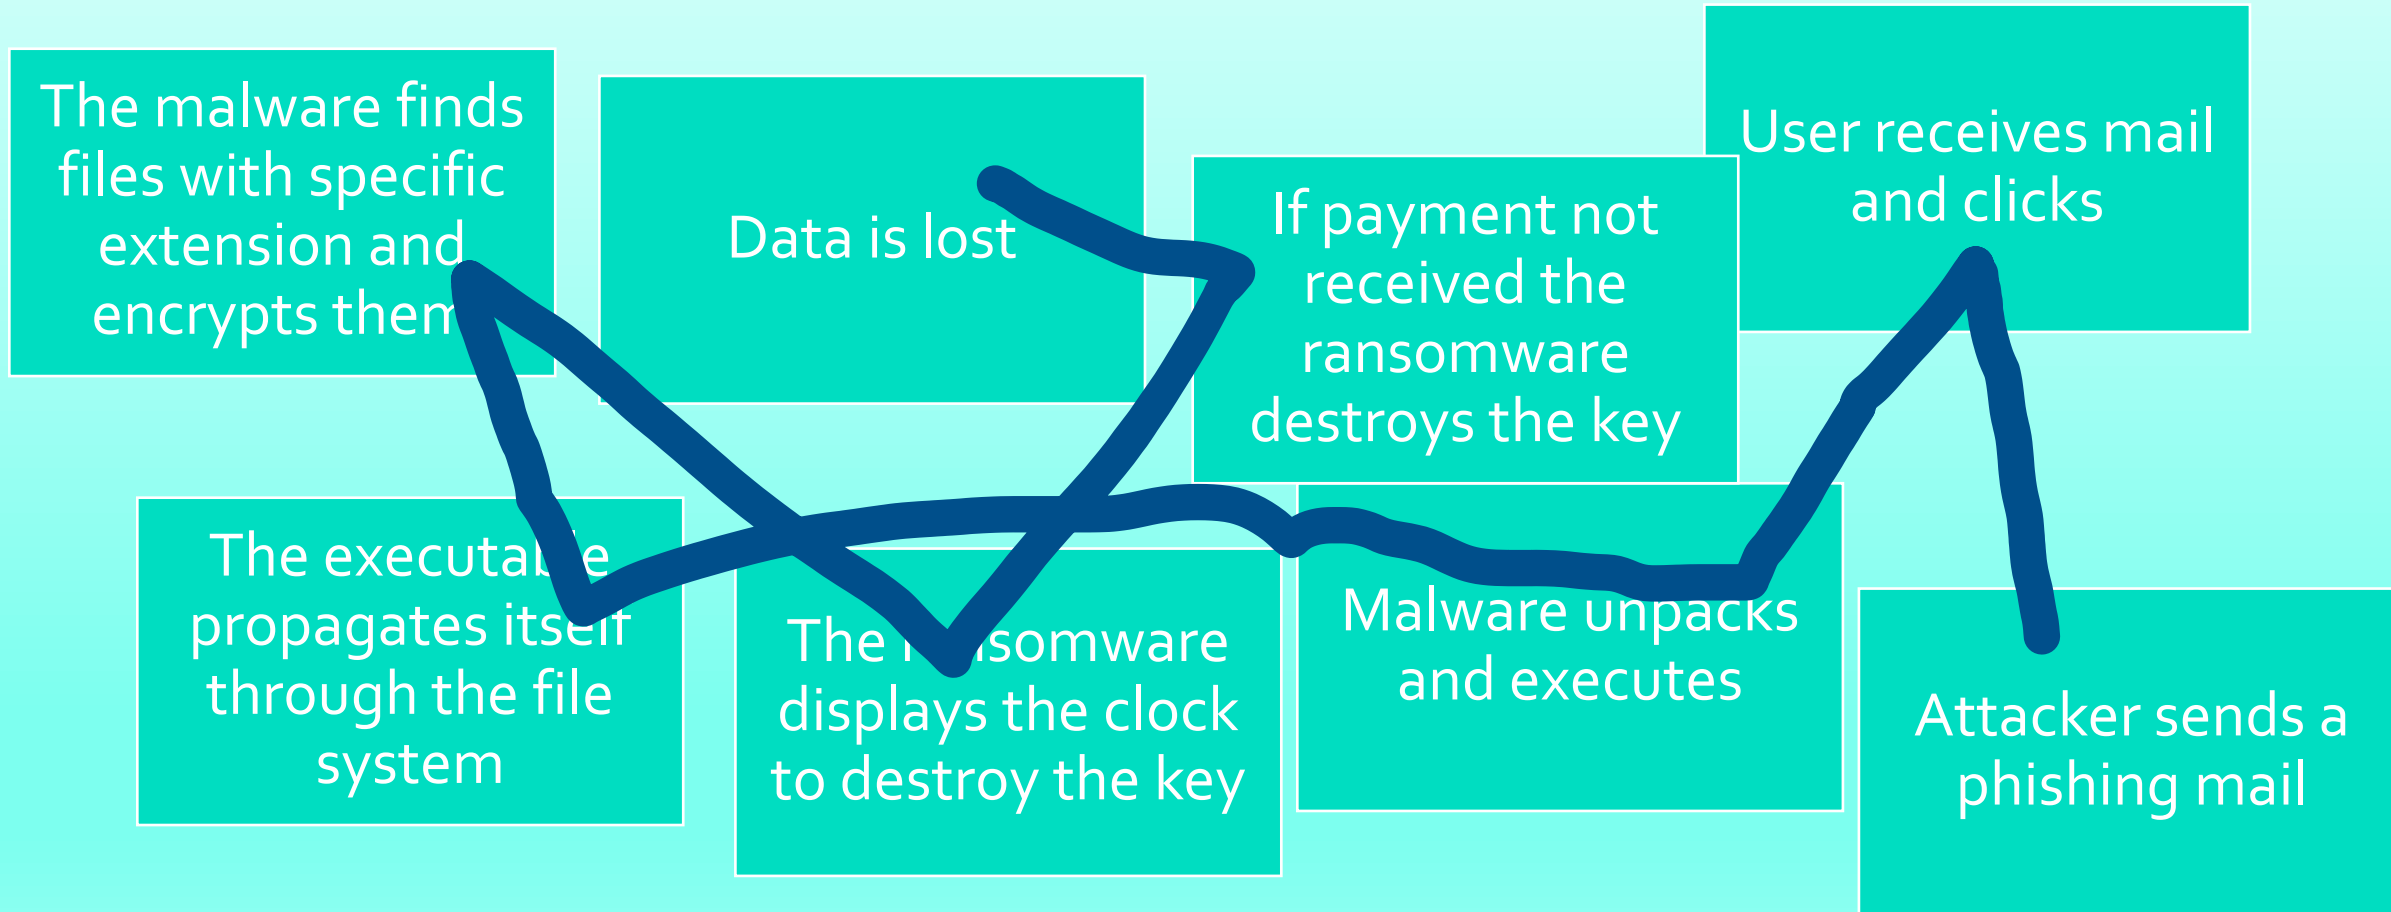 The malware finds
files with specific
extension and
encrypts them
Data is lost
If payment not
received the
ransomware
destroys the key
User receives mail
and clicks
The executable
propagates itself
through the file
system
The ransomware
displays the clock
to destroy the key
Malware unpacks
and executes
Attacker sends a
phishing mail